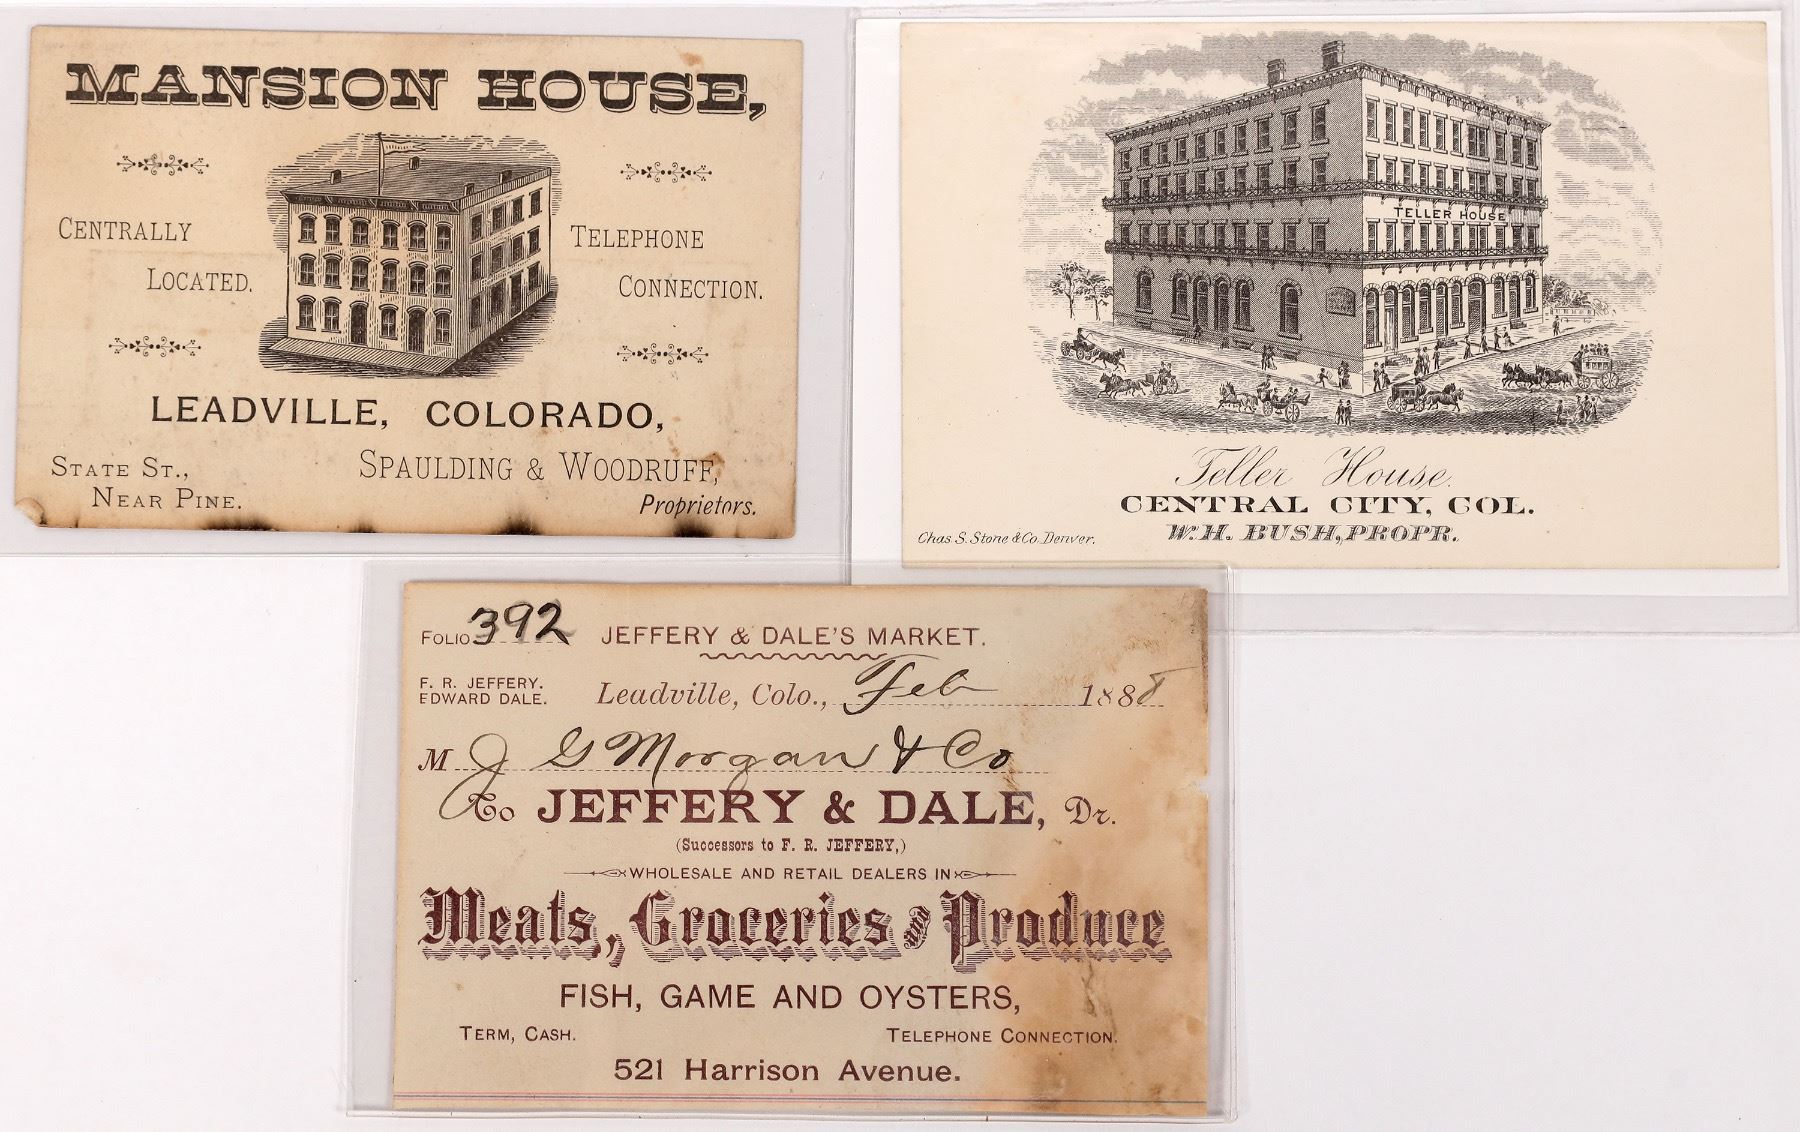 MANSION HOUSE,
CENTRALLY
LOCATED.
TELEPHONE
CONNECTION.
LEADVILLE, COLORADO,
STATE ST.,
NEAR PINE.
SPAULDING & WOODRUFF,
Proprietors.
TELLER HOUSE
Teller House.
CENTRAL CITY, COL.
W. H. BUSH, PROPR.
Chas. S. Stone & Co. Denver.
FOLIO 392
JEFFERY & DALE'S MARKET.
F. R. JEFFERY.
EDWARD DALE.
Leadville, Colo., Feb 1888
M J G Morgan & Co
To JEFFERY & DALE, Dr.
(Successors to F. R. JEFFERY,)
WHOLESALE AND RETAIL DEALERS IN
Meats, Groceries and Produce
FISH, GAME AND OYSTERS,
TERM, CASH.
TELEPHONE CONNECTION.
521 Harrison Avenue.